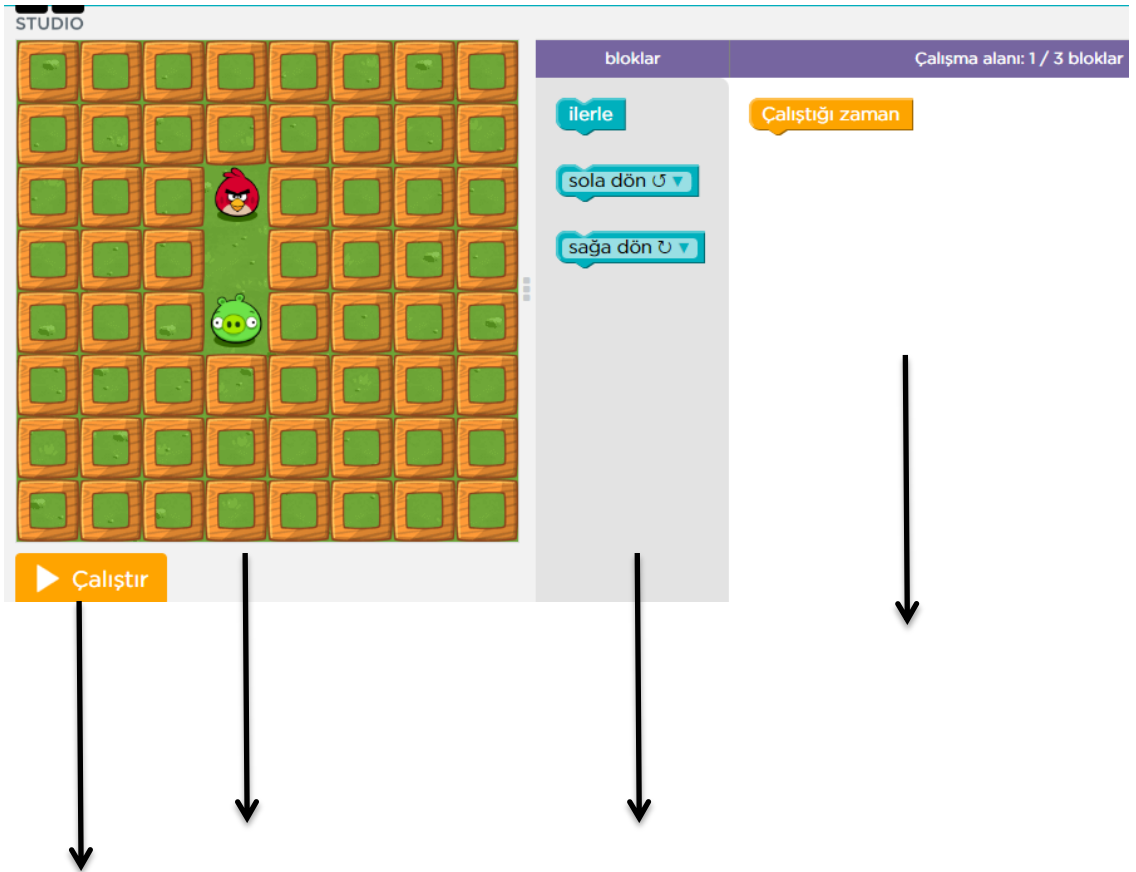 STUDIO
bloklar
Çalışma alanı: 1 / 3 bloklar
ilerle
Çalıştığı zaman
sola dön ↺ ▼
sağa dön ↻ ▼
Çalıştır